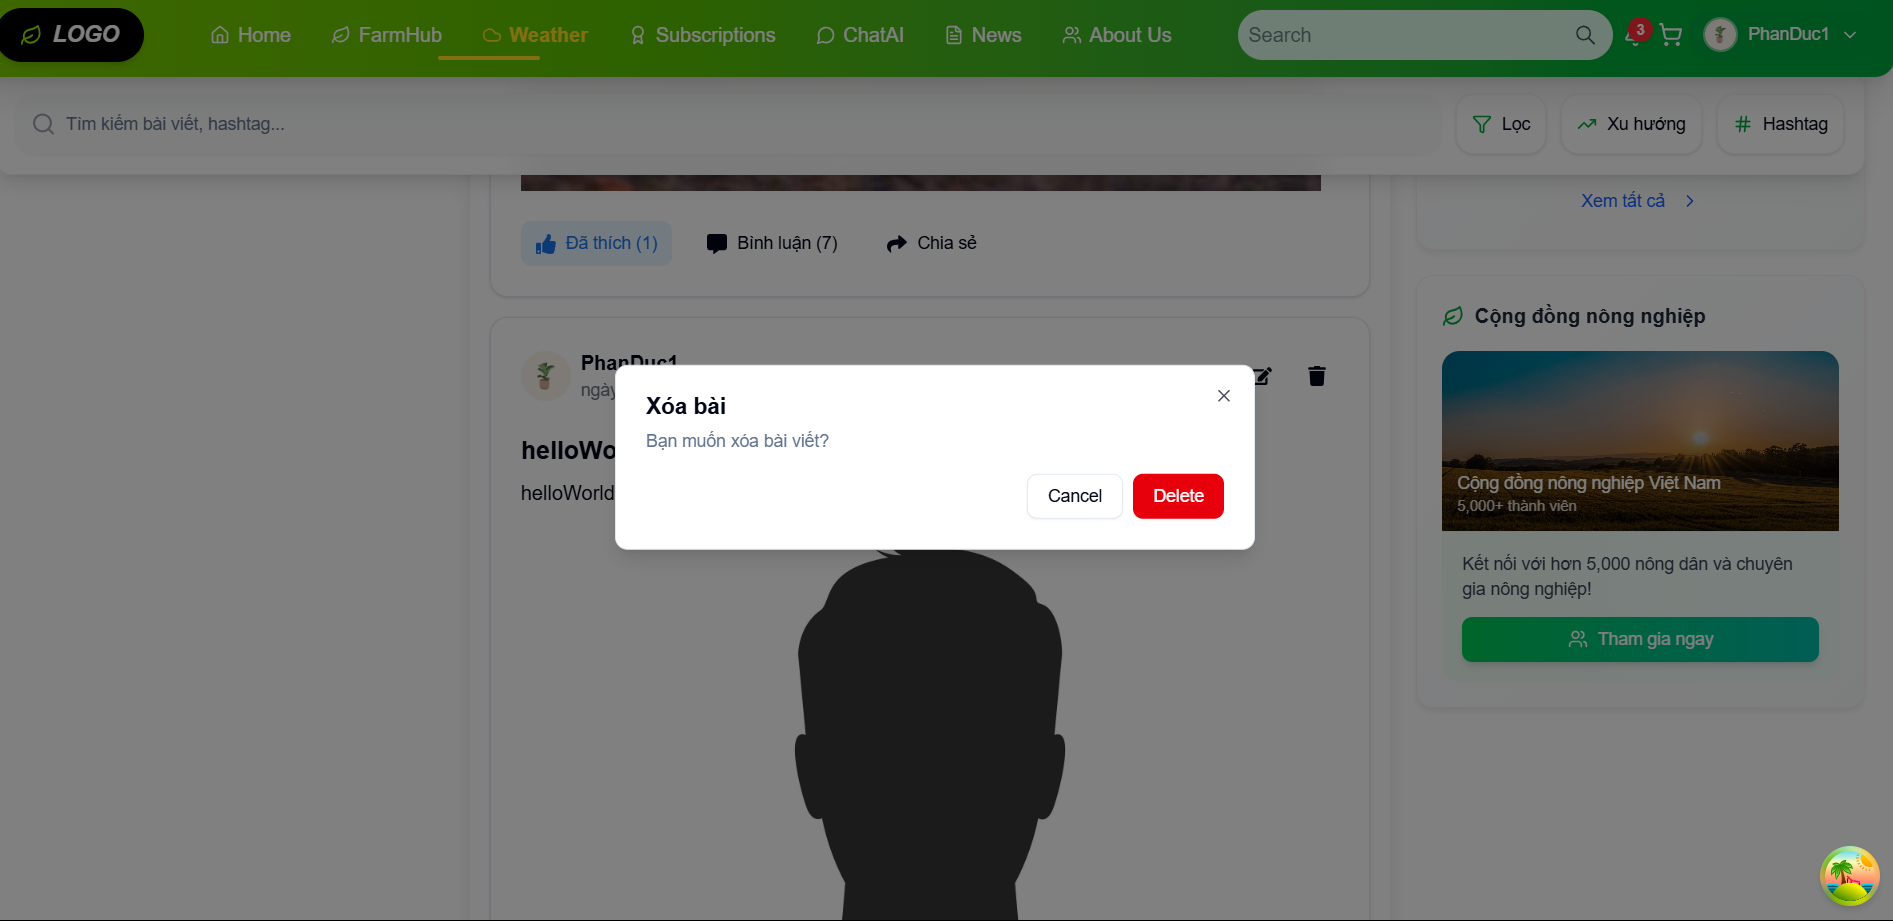 LOGO
Home
FarmHub
Weather
Subscriptions
ChatAI
News
About Us
Search
3
PhanDuc1
Tìm kiếm bài viết, hashtag...
Lọc
Xu hướng
Hashtag
Xem tất cả
Đã thích (1)
Bình luận (7)
Chia sẻ
PhanDuc1
ngày
helloWo
helloWorld
Xóa bài
Bạn muốn xóa bài viết?
Cancel
Delete
Cộng đồng nông nghiệp
Cộng đồng nông nghiệp Việt Nam
5,000+ thành viên
Kết nối với hơn 5,000 nông dân và chuyên
gia nông nghiệp!
Tham gia ngay